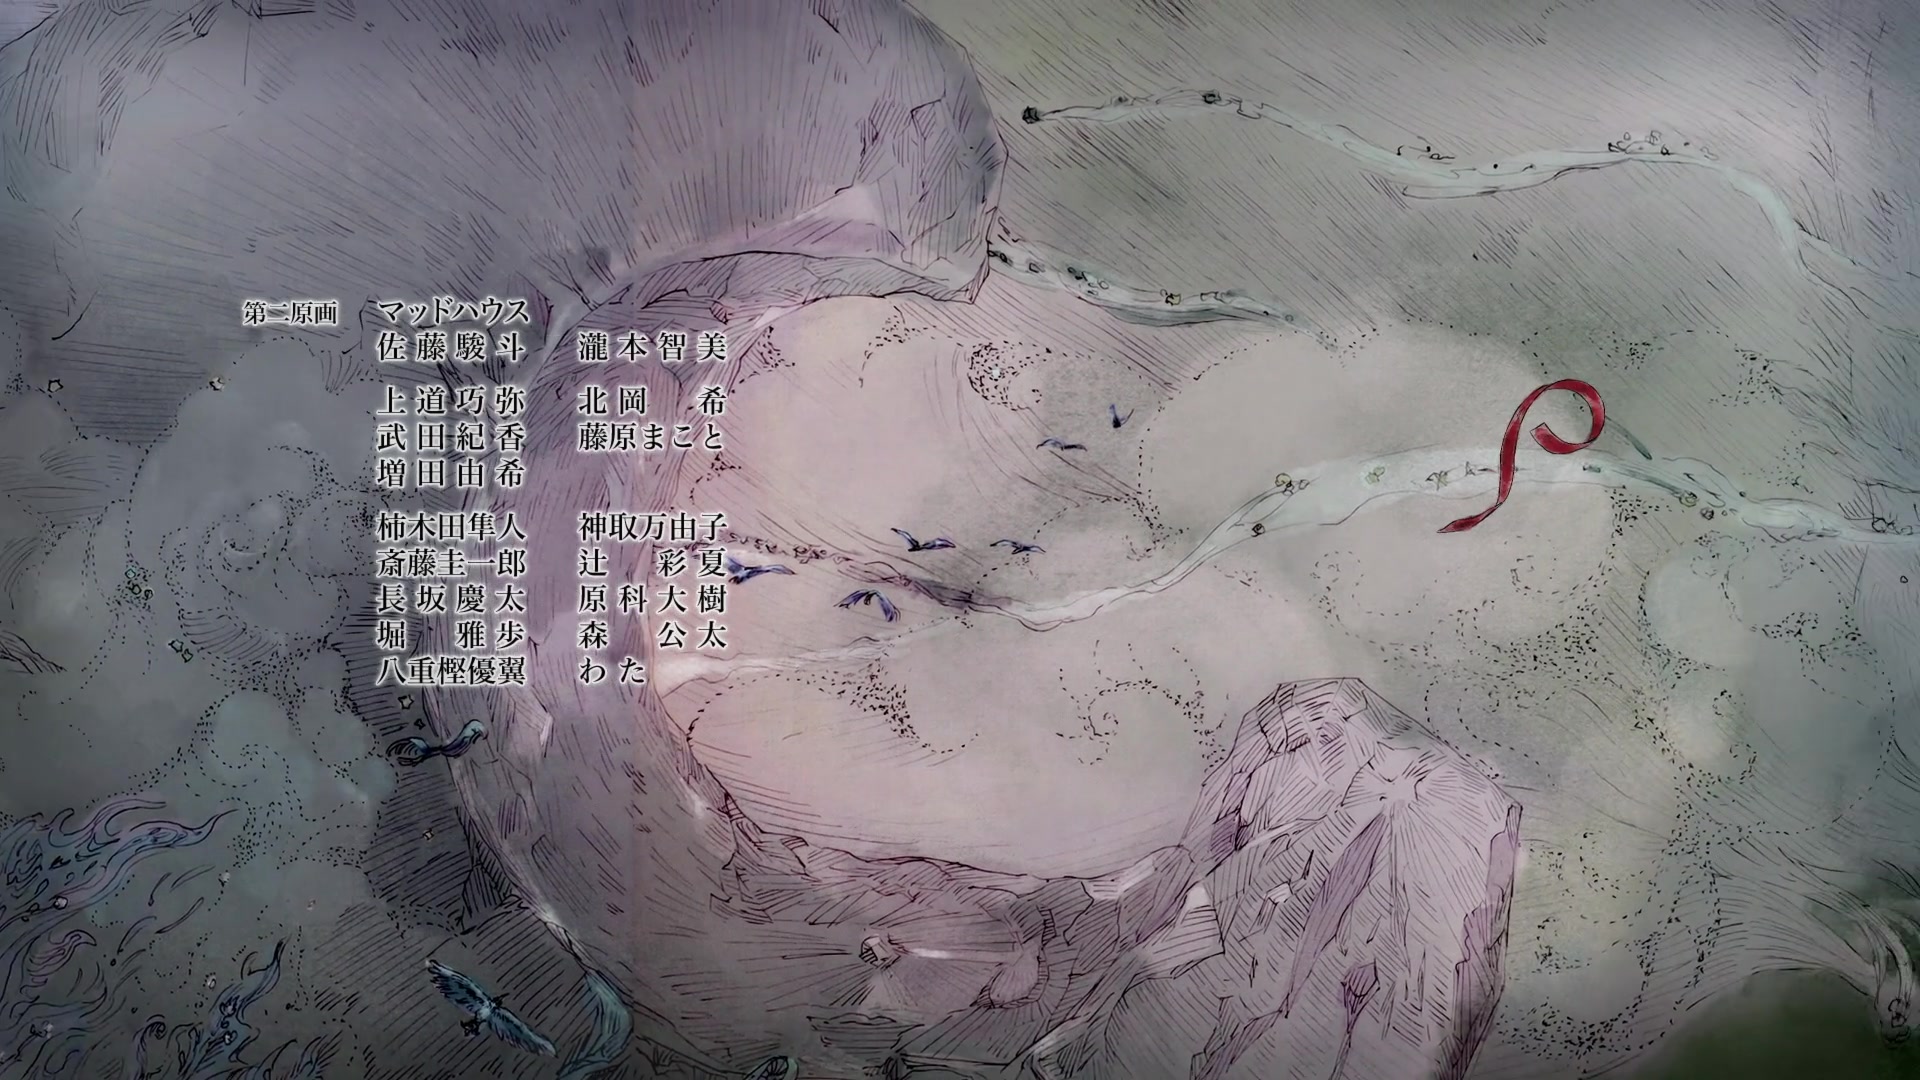 第二原画 マッドハウス
佐藤駿斗 瀧本智美
上道巧弥 北岡 希
武田紀香 藤原まこと
増田由希
柿木田隼人 神取万由子
斎藤圭一郎 辻 彩夏
長坂慶太 原科大樹
堀 雅歩 森 公太
八重樫優翼 わた